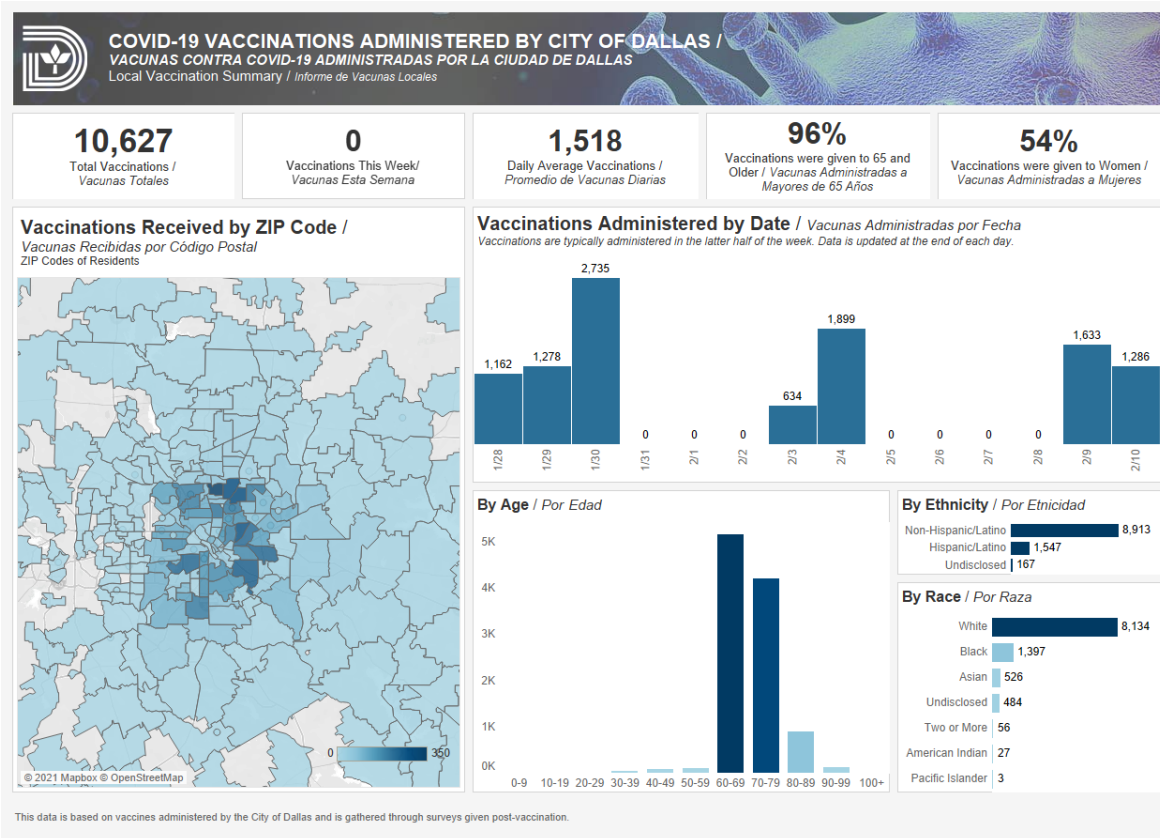 COVID-19 VACCINATIONS ADMINISTERED BY CITY OF DALLAS /
VACUNAS CONTRA COVID-19 ADMINISTRADAS POR LA CIUDAD DE DALLAS
Local Vaccination Summary / Informe de Vacunas Locales
10,627
Total Vaccinations /
Vacunas Totales
0
Vaccinations This Week/
Vacunas Esta Semana
1,518
Daily Average Vaccinations /
Promedio de Vacunas Diarias
96%
Vaccinations were given to 65 and
Older / Vacunas Administradas a
Mayores de 65 Años
54%
Vaccinations were given to Women /
Vacunas Administradas a Mujeres
Vaccinations Received by ZIP Code /
Vacunas Recibidas por Código Postal
ZIP Codes of Residents
0 350
© 2021 Mapbox © OpenStreetMap
Vaccinations Administered by Date / Vacunas Administradas por Fecha
Vaccinations are typically administered in the latter half of the week. Data is updated at the end of each day.
1,162 1,278 2,735 0 0 0 634 1,899 0 0 0 0 1,633 1,286
1/28 1/29 1/30 1/31 2/1 2/2 2/3 2/4 2/5 2/6 2/7 2/8 2/9 2/10
By Age / Por Edad
5K
4K
3K
2K
1K
0K
0-9 10-19 20-29 30-39 40-49 50-59 60-69 70-79 80-89 90-99 100+
By Ethnicity / Por Etnicidad
Non-Hispanic/Latino 8,913
Hispanic/Latino 1,547
Undisclosed 167
By Race / Por Raza
White 8,134
Black 1,397
Asian 526
Undisclosed 484
Two or More 56
American Indian 27
Pacific Islander 3
This data is based on vaccines administered by the City of Dallas and is gathered through surveys given post-vaccination.